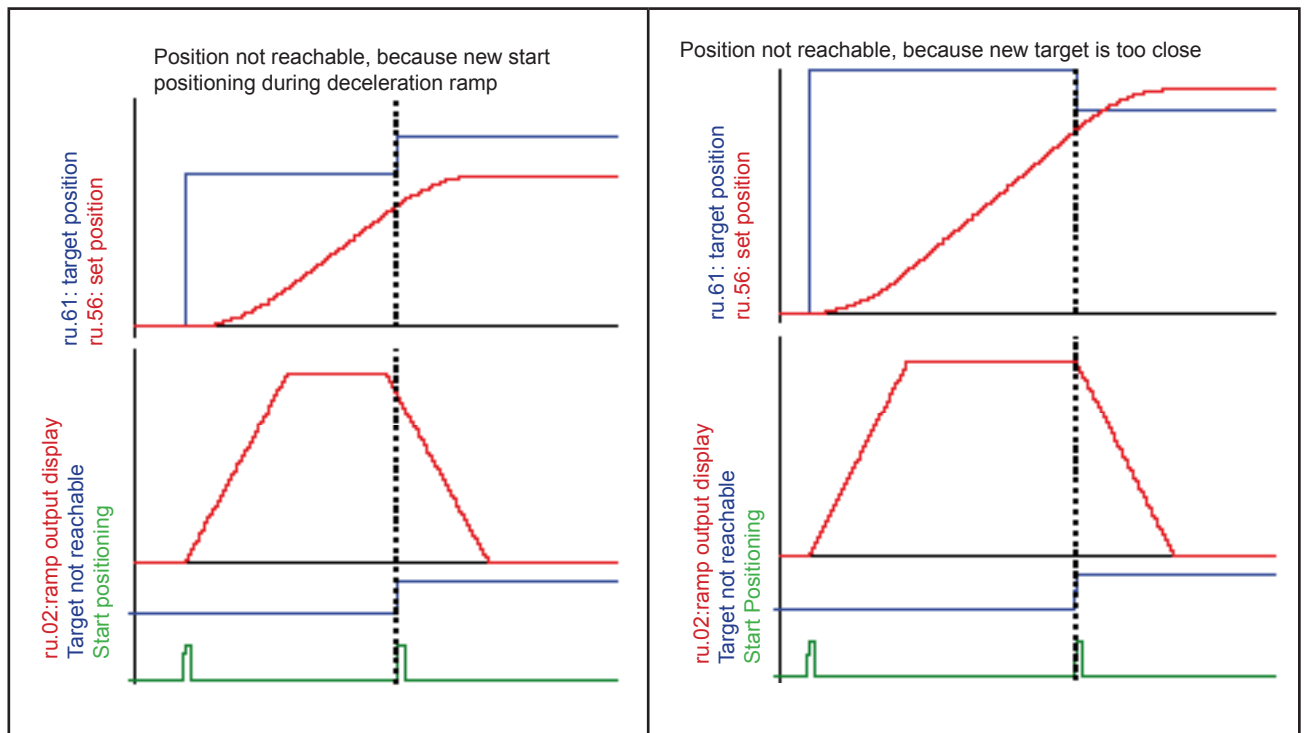 Position not reachable, because new start
positioning during deceleration ramp
ru.61: target position
ru.56: set position
ru.02:ramp output display
Target not reachable
Start positioning
Position not reachable, because new target is too close
ru.61: target position
ru.56: set position
ru.02:ramp output display
Target not reachable
Start Positioning